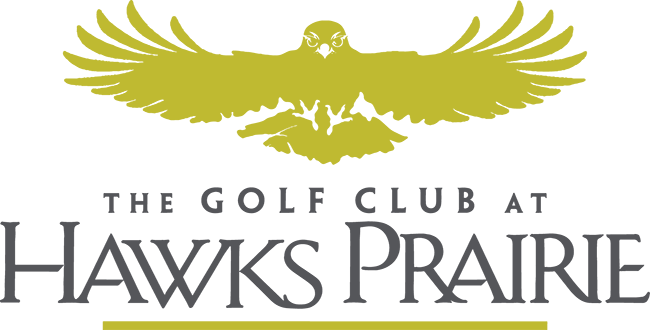 THE GOLF CLUB AT
HAWKS PRAIRIE